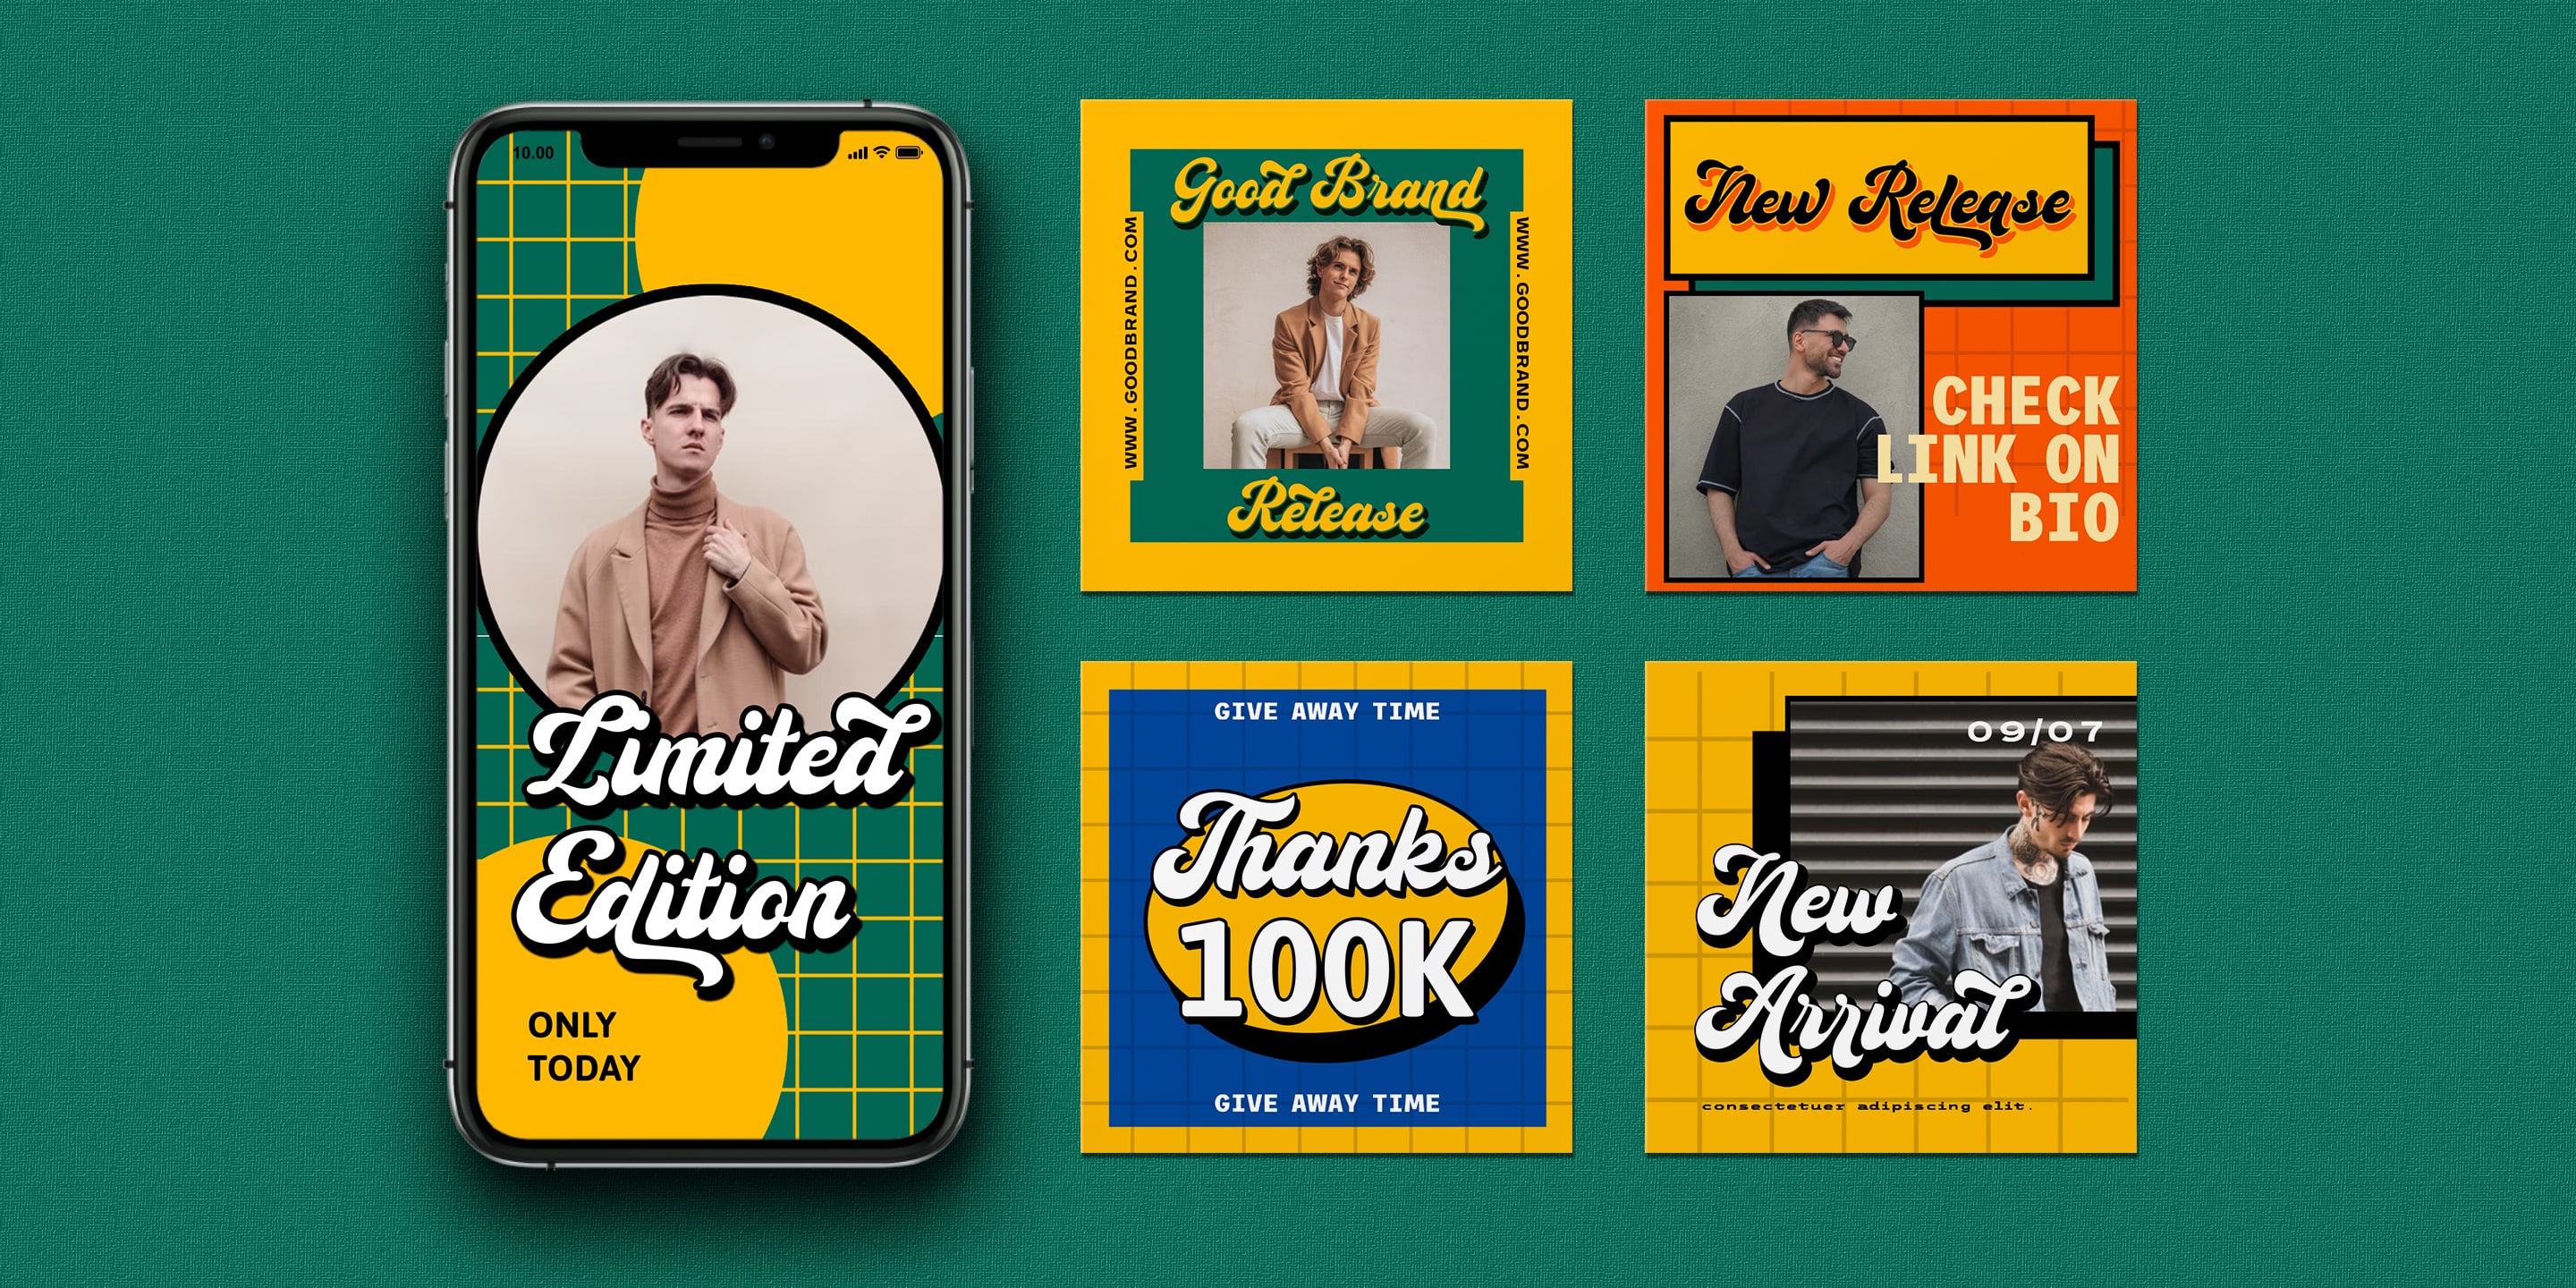 10.00
Limited
Edition
ONLY
TODAY
Good Brand
WWW.GOODBRAND.COM
WWW.GOODBRAND.COM
Release
New Release
CHECK
LINK ON
BIO
GIVE AWAY TIME
Thanks
100K
GIVE AWAY TIME
09/07
New
Arrival
consectetuer adipiscing elit.